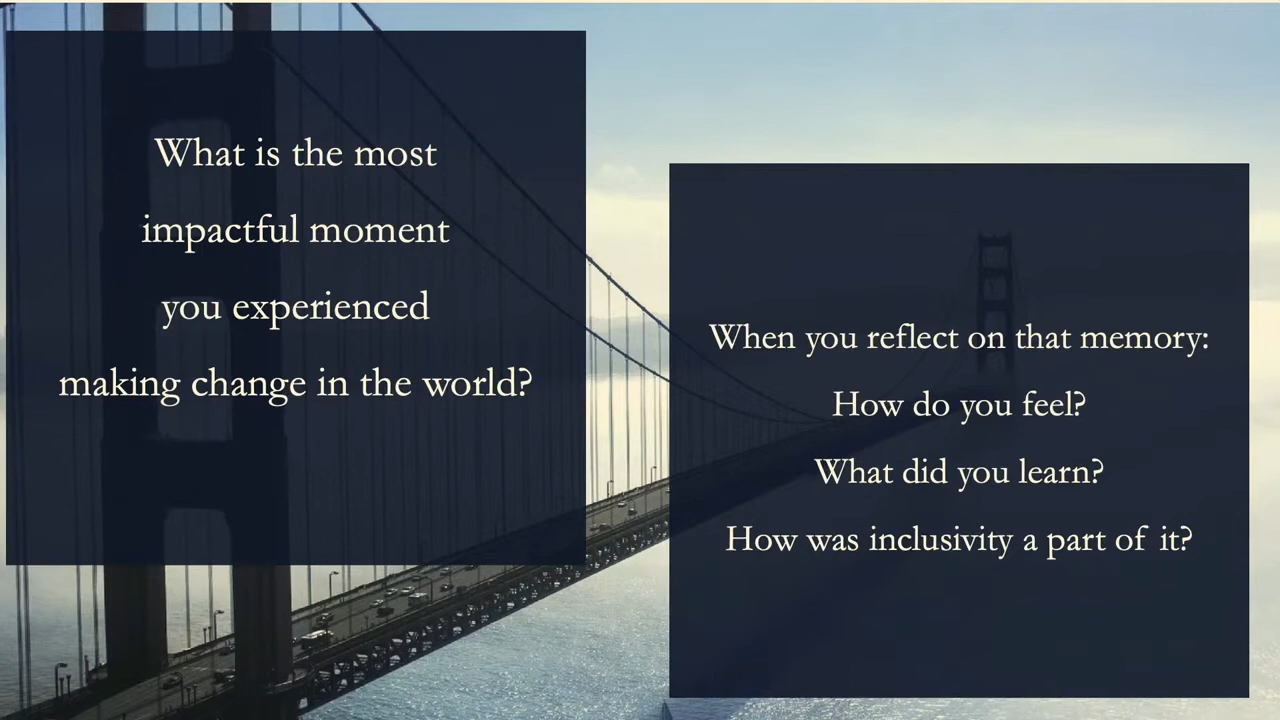 What is the most
impactful moment
you experienced
making change in the world?
When you reflect on that memory:
How do you feel?
What did you learn?
How was inclusivity a part of it?